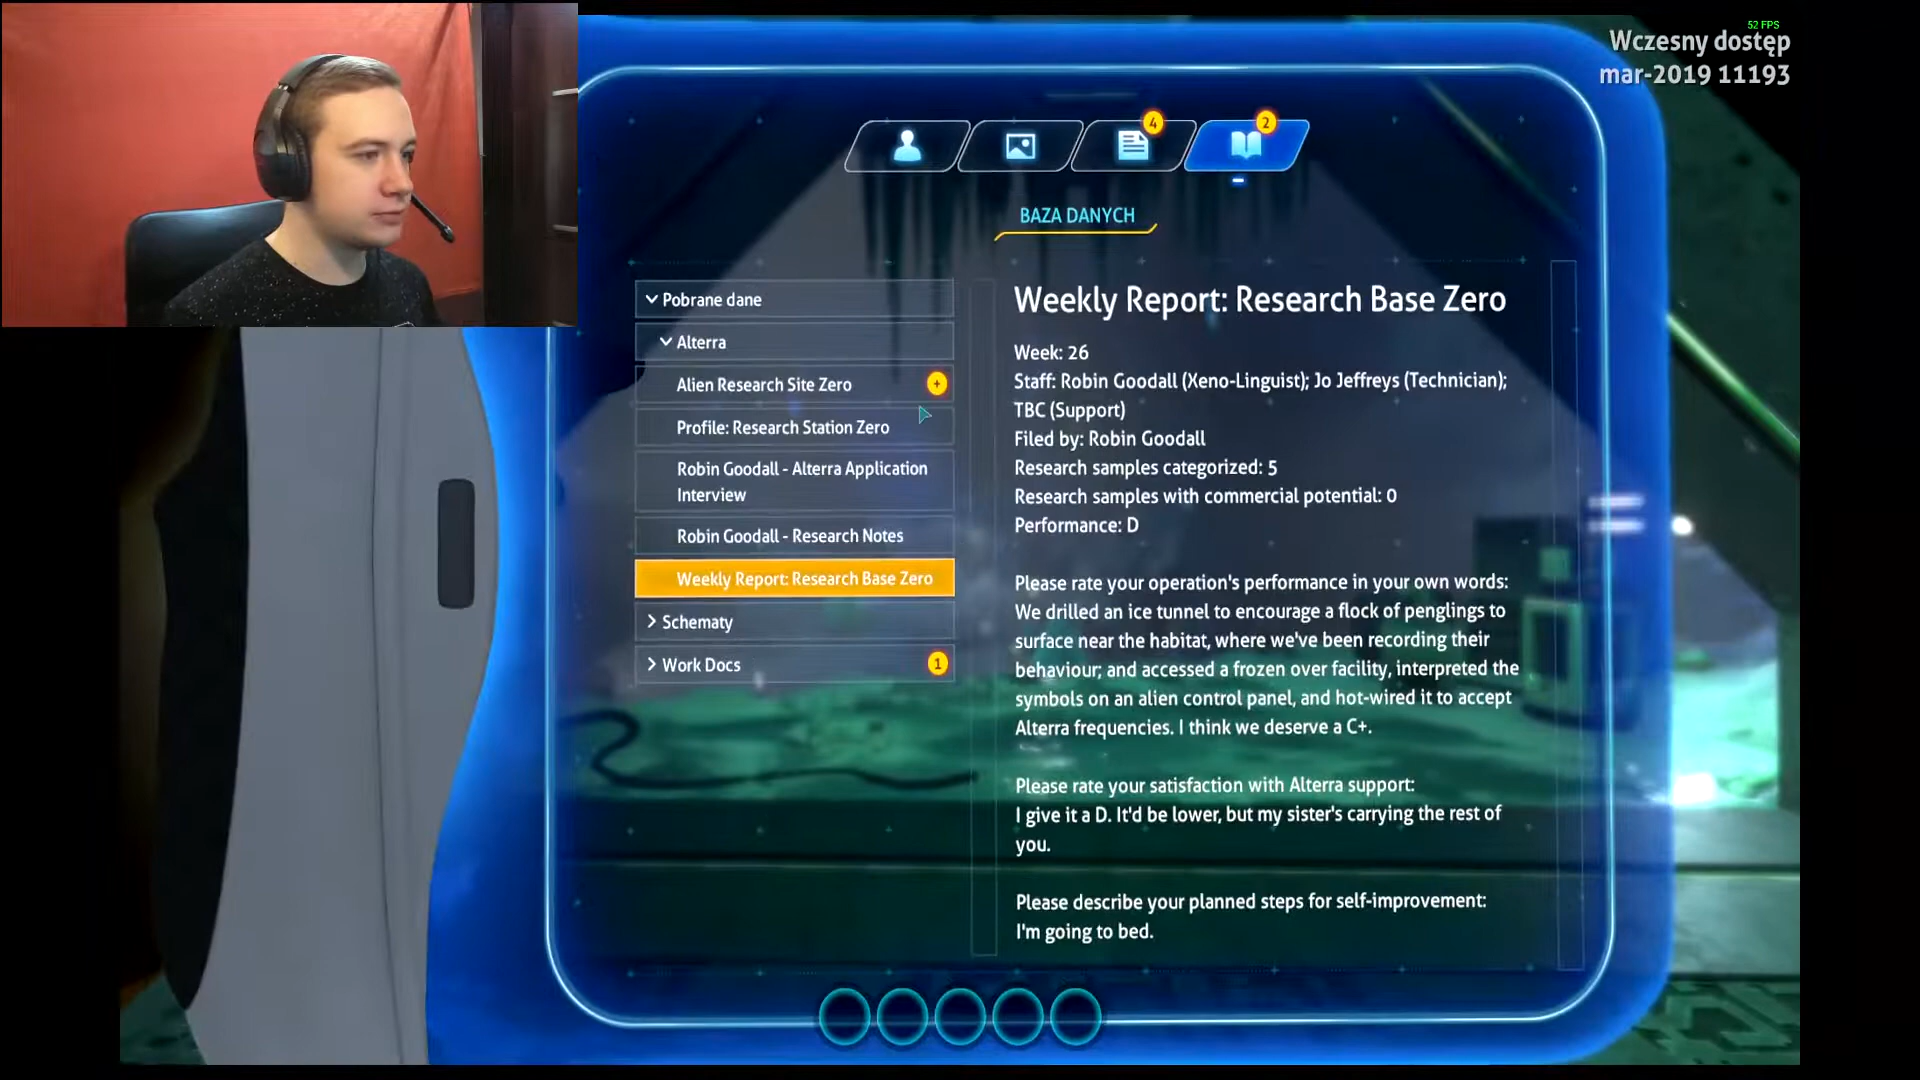 52 FPS
Wczesny dostęp
mar-2019 11193
4
2
BAZA DANYCH
Pobrane dane
Alterra
Alien Research Site Zero
Profile: Research Station Zero
Robin Goodall - Alterra Application
Interview
Robin Goodall - Research Notes
Weekly Report: Research Base Zero
Schematy
Work Docs
1
Weekly Report: Research Base Zero
Week: 26
Staff: Robin Goodall (Xeno-Linguist); Jo Jeffreys (Technician);
TBC (Support)
Filed by: Robin Goodall
Research samples categorized: 5
Research samples with commercial potential: 0
Performance: D
Please rate your operation's performance in your own words:
We drilled an ice tunnel to encourage a flock of penglings to
surface near the habitat, where we've been recording their
behaviour; and accessed a frozen over facility, interpreted the
symbols on an alien control panel, and hot-wired it to accept
Alterra frequencies. I think we deserve a C+.
Please rate your satisfaction with Alterra support:
I give it a D. It'd be lower, but my sister's carrying the rest of
you.
Please describe your planned steps for self-improvement:
I'm going to bed.